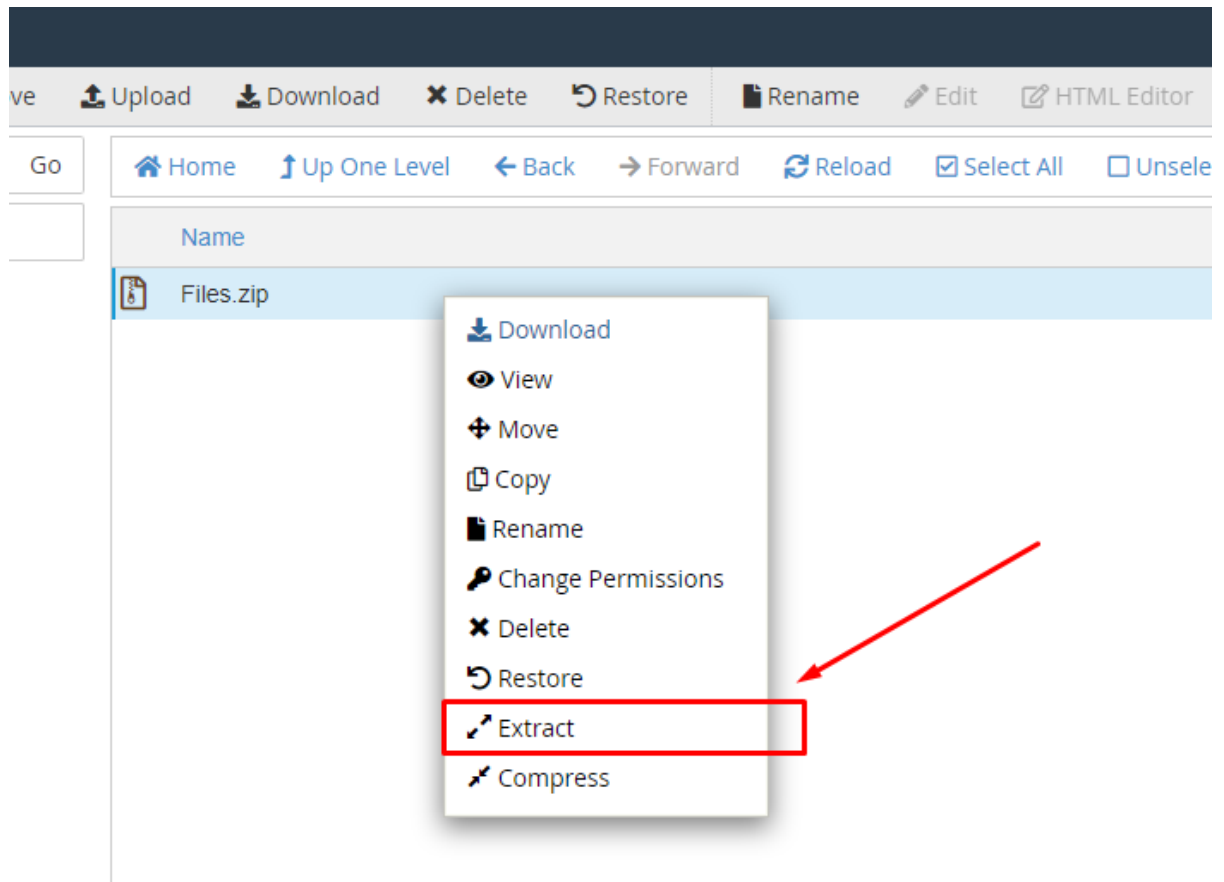 ve Upload Download Delete Restore Rename Edit HTML Editor
Go Home Up One Level Back Forward Reload Select All Unsele
Name
Files.zip
Download
View
Move
Copy
Rename
Change Permissions
Delete
Restore
Extract
Compress